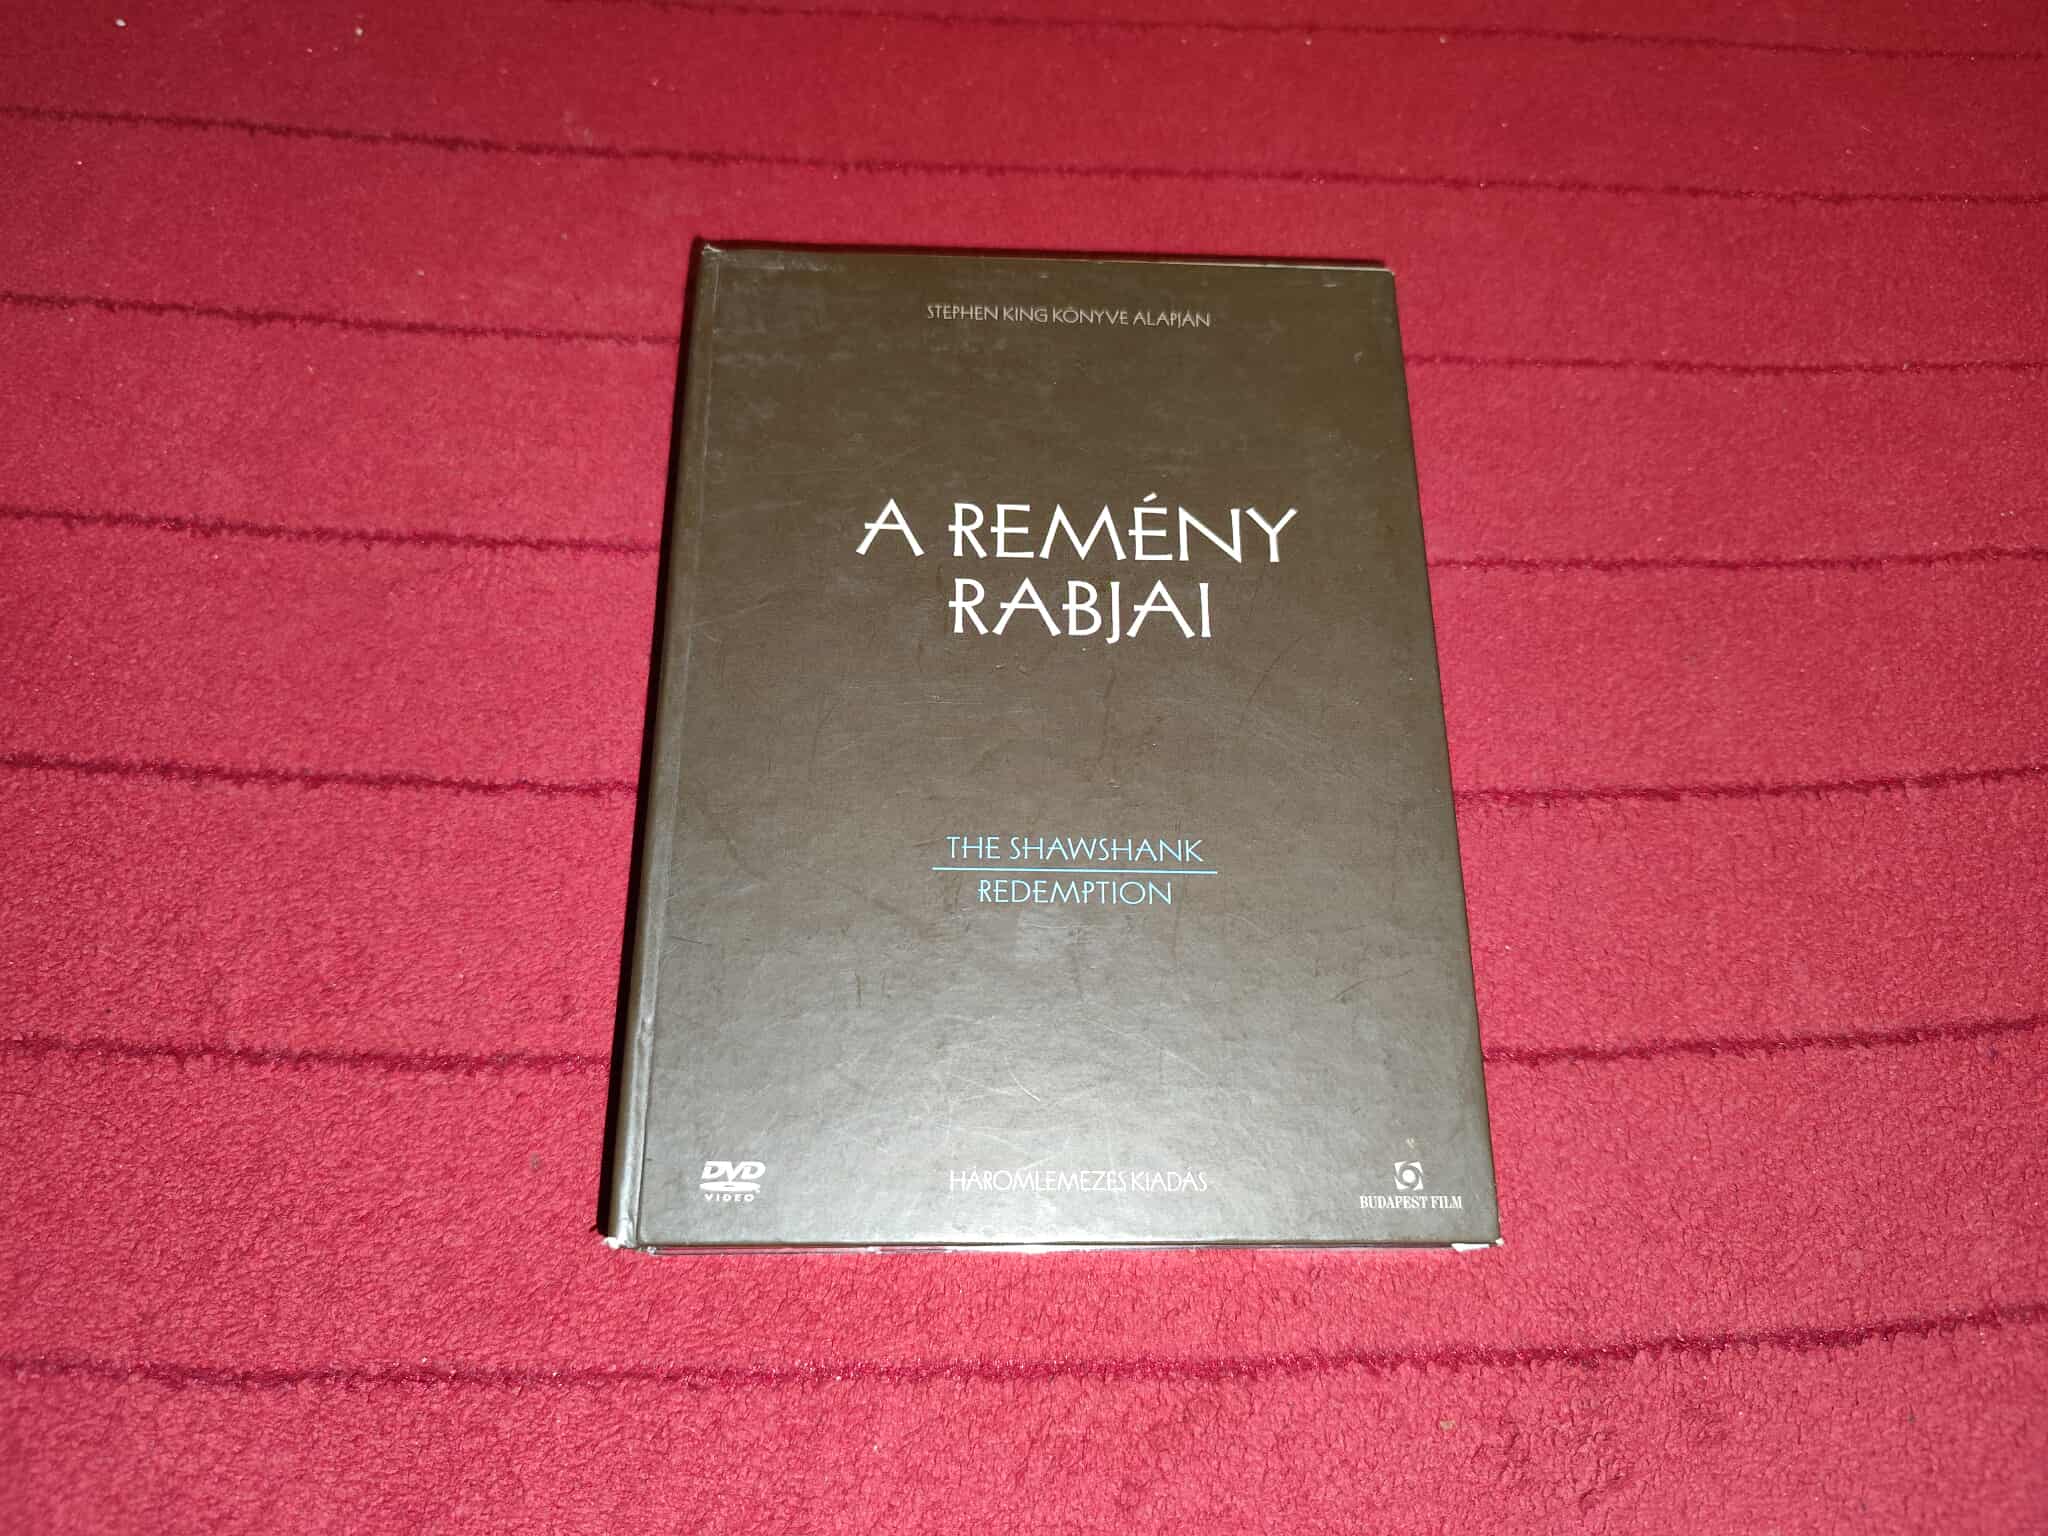 STEPHEN KING KÖNYVE ALAPJÁN
A REMÉNY
RABJAI
THE SHAWSHANK
REDEMPTION
DVD
VIDEO
HÁROMLEMEZES KIADÁS
BUDAPEST FILM